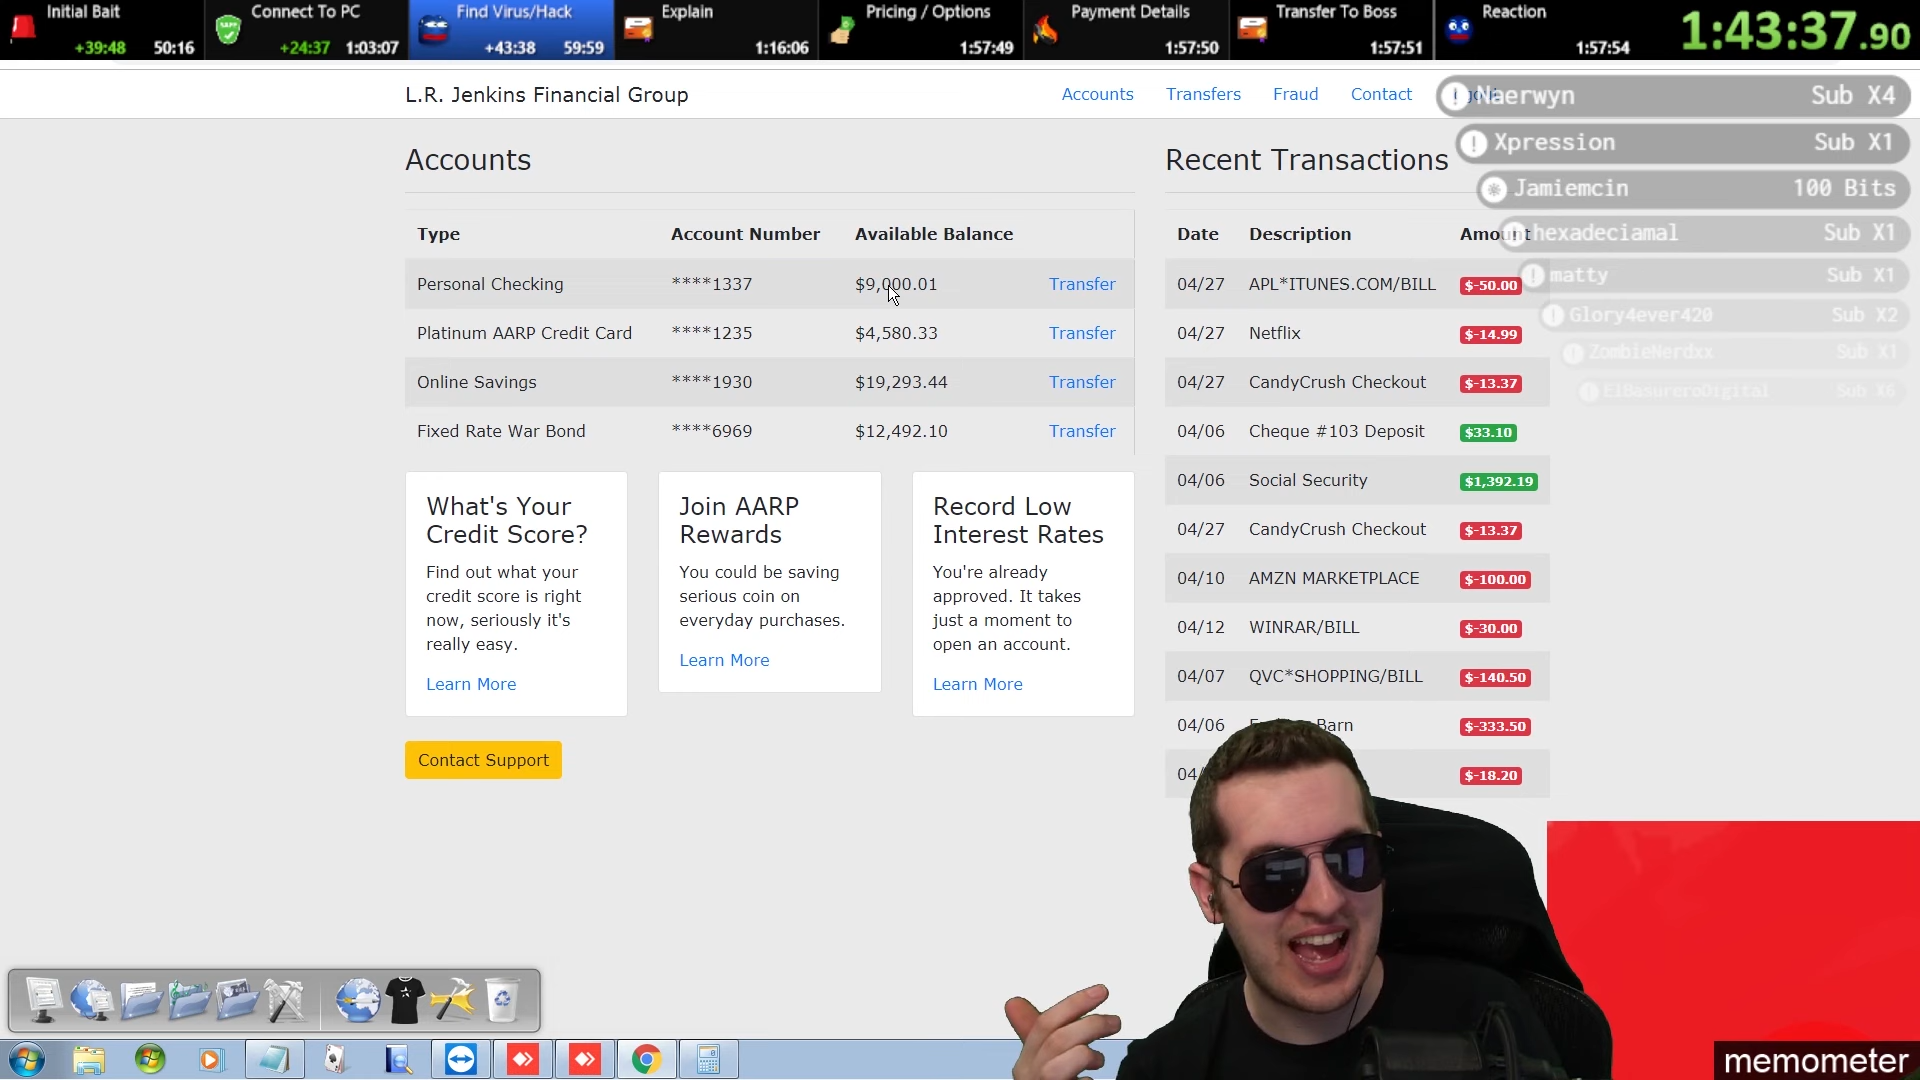 Initial Bait
+39:48 50:16
Connect To PC
+24:37 1:03:07
Find Virus/Hack
+43:38 59:59
Explain
1:16:06
Pricing / Options
1:57:49
Payment Details
1:57:50
Transfer To Boss
1:57:51
Reaction
1:57:54
1:43:37.90
L.R. Jenkins Financial Group
Accounts Transfers Fraud Contact
Naerwyn Sub X4
Xpression Sub X1
Jamiemcin 100 Bits
hexadeciamal Sub X1
matty Sub X1
Glory4ever420 Sub X2
ZombieNerdxx Sub X1
ElBasureroDigital Sub X6
Accounts
Type Account Number Available Balance
Personal Checking ****1337 $9,000.01 Transfer
Platinum AARP Credit Card ****1235 $4,580.33 Transfer
Online Savings ****1930 $19,293.44 Transfer
Fixed Rate War Bond ****6969 $12,492.10 Transfer
Recent Transactions
Date Description Amount
04/27 APL*ITUNES.COM/BILL $-50.00
04/27 Netflix $-14.99
04/27 CandyCrush Checkout $-13.37
04/06 Cheque #103 Deposit $33.10
04/06 Social Security $1,392.19
04/27 CandyCrush Checkout $-13.37
04/10 AMZN MARKETPLACE $-100.00
04/12 WINRAR/BILL $-30.00
04/07 QVC*SHOPPING/BILL $-140.50
04/06 Barn $-333.50
04/ $-18.20
What's Your
Credit Score?
Find out what your
credit score is right
now, seriously it's
really easy.
Learn More
Join AARP
Rewards
You could be saving
serious coin on
everyday purchases.
Learn More
Record Low
Interest Rates
You're already
approved. It takes
just a moment to
open an account.
Learn More
Contact Support
memometer